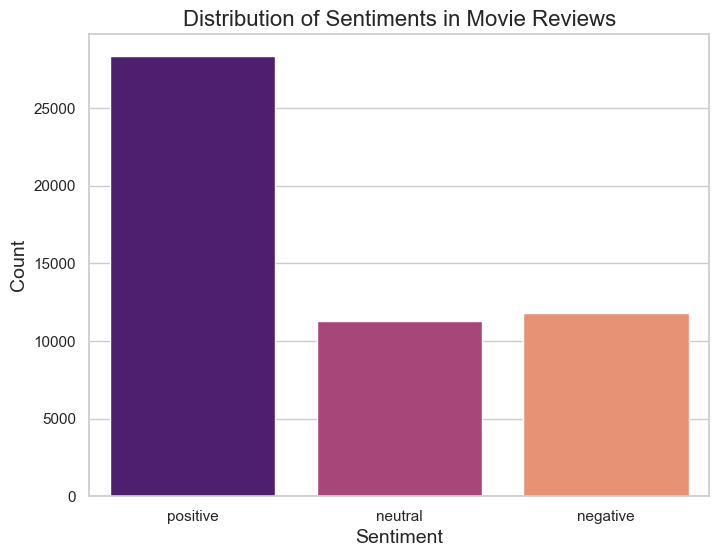 Distribution of Sentiments in Movie Reviews
Count
25000
20000
15000
10000
5000
0
positive neutral negative
Sentiment